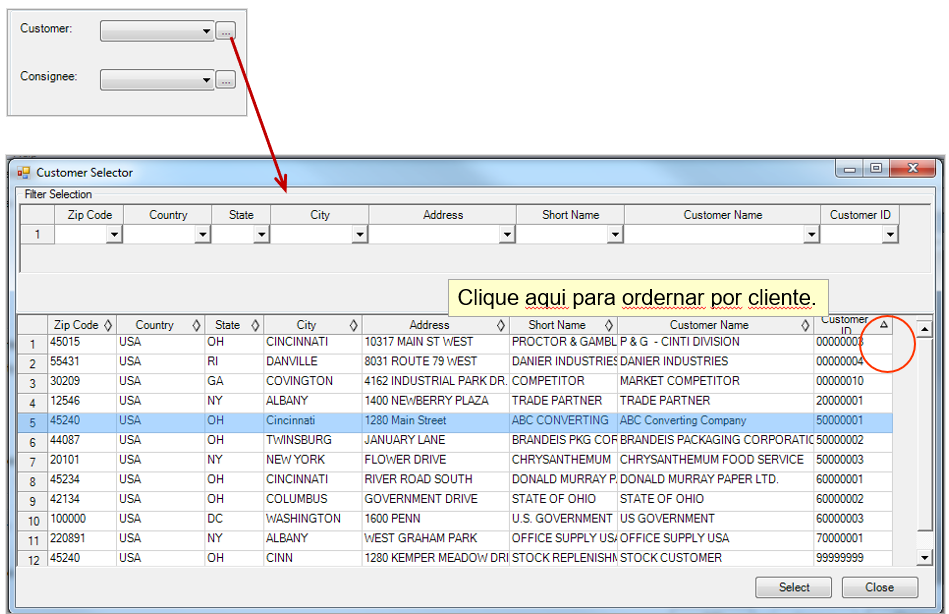 Customer:
...
Consignee:
...
Customer Selector
Filter Selection
Zip Code Country State City Address Short Name Customer Name Customer ID
1
Clique aqui para ordernar por cliente.
Zip Code Country State City Address Short Name Customer Name Customer ID
1 45015 USA OH CINCINNATI 10317 MAIN ST WEST PROCTOR & GAMBL P & G - CINTI DIVISION 00000003
2 55431 USA RI DANVILLE 8031 ROUTE 79 WEST DANIER INDUSTRIES DANIER INDUSTRIES 00000004
3 30209 USA GA COVINGTON 4162 INDUSTRIAL PARK DR. COMPETITOR MARKET COMPETITOR 00000010
4 12546 USA NY ALBANY 1400 NEWBERRY PLAZA TRADE PARTNER TRADE PARTNER 20000001
5 45240 USA OH Cincinnati 1280 Main Street ABC CONVERTING ABC Converting Company 50000001
6 44087 USA OH TWINSBURG JANUARY LANE BRANDEIS PKG COR BRANDEIS PACKAGING CORPORATIO 50000002
7 20101 USA NY NEW YORK FLOWER DRIVE CHRYSANTHEMUM CHRYSANTHEMUM FOOD SERVICE 50000003
8 45234 USA OH CINCINNATI RIVER ROAD SOUTH DONALD MURRAY P. DONALD MURRAY PAPER LTD. 60000001
9 42134 USA OH COLUMBUS GOVERNMENT DRIVE STATE OF OHIO STATE OF OHIO 60000002
10 100000 USA DC WASHINGTON 1600 PENN U.S. GOVERNMENT US GOVERNMENT 60000003
11 220891 USA NY ALBANY WEST GRAHAM PARK OFFICE SUPPLY USA OFFICE SUPPLY USA 70000001
12 45240 USA OH CINN 1280 KEMPER MEADOW DRI STOCK REPLENISHM STOCK CUSTOMER 99999999
Select Close